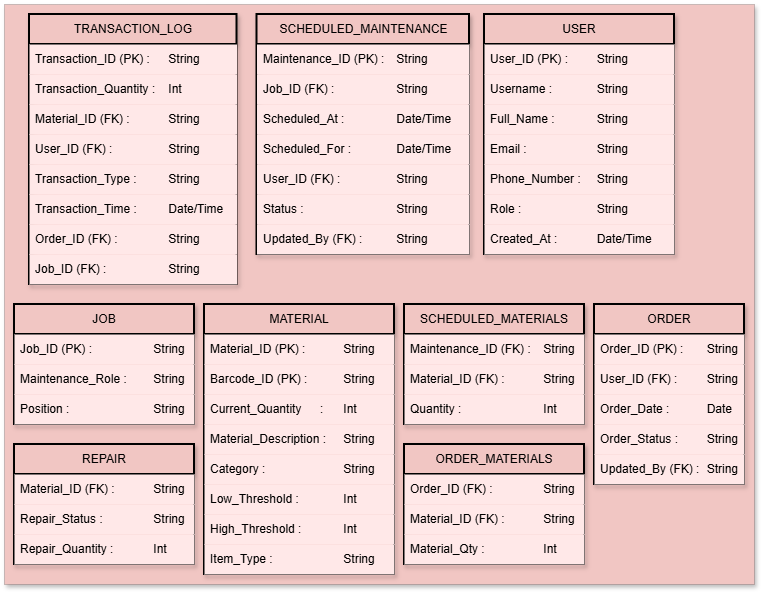 TRANSACTION_LOG
Transaction_ID (PK) : String
Transaction_Quantity : Int
Material_ID (FK) : String
User_ID (FK) : String
Transaction_Type : String
Transaction_Time : Date/Time
Order_ID (FK) : String
Job_ID (FK) : String
SCHEDULED_MAINTENANCE
Maintenance_ID (PK) : String
Job_ID (FK) : String
Scheduled_At : Date/Time
Scheduled_For : Date/Time
User_ID (FK) : String
Status : String
Updated_By (FK) : String
USER
User_ID (PK) : String
Username : String
Full_Name : String
Email : String
Phone_Number : String
Role : String
Created_At : Date/Time
JOB
Job_ID (PK) : String
Maintenance_Role : String
Position : String
REPAIR
Material_ID (FK) : String
Repair_Status : String
Repair_Quantity : Int
MATERIAL
Material_ID (PK) : String
Barcode_ID (PK) : String
Current_Quantity : Int
Material_Description : String
Category : String
Low_Threshold : Int
High_Threshold : Int
Item_Type : String
SCHEDULED_MATERIALS
Maintenance_ID (FK) : String
Material_ID (FK) : String
Quantity : Int
ORDER_MATERIALS
Order_ID (FK) : String
Material_ID (FK) : String
Material_Qty : Int
ORDER
Order_ID (PK) : String
User_ID (FK) : String
Order_Date : Date
Order_Status : String
Updated_By (FK) : String